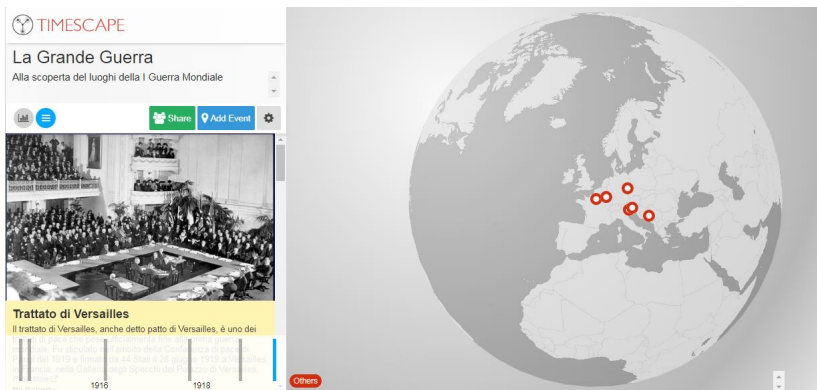 TIMESCAPE
La Grande Guerra
Alla scoperta del luoghi della I Guerra Mondiale
Share
Add Event
Trattato di Versailles
Il trattato di Versailles, anche detto patto di Versailles, è uno dei
1916
1918
Others